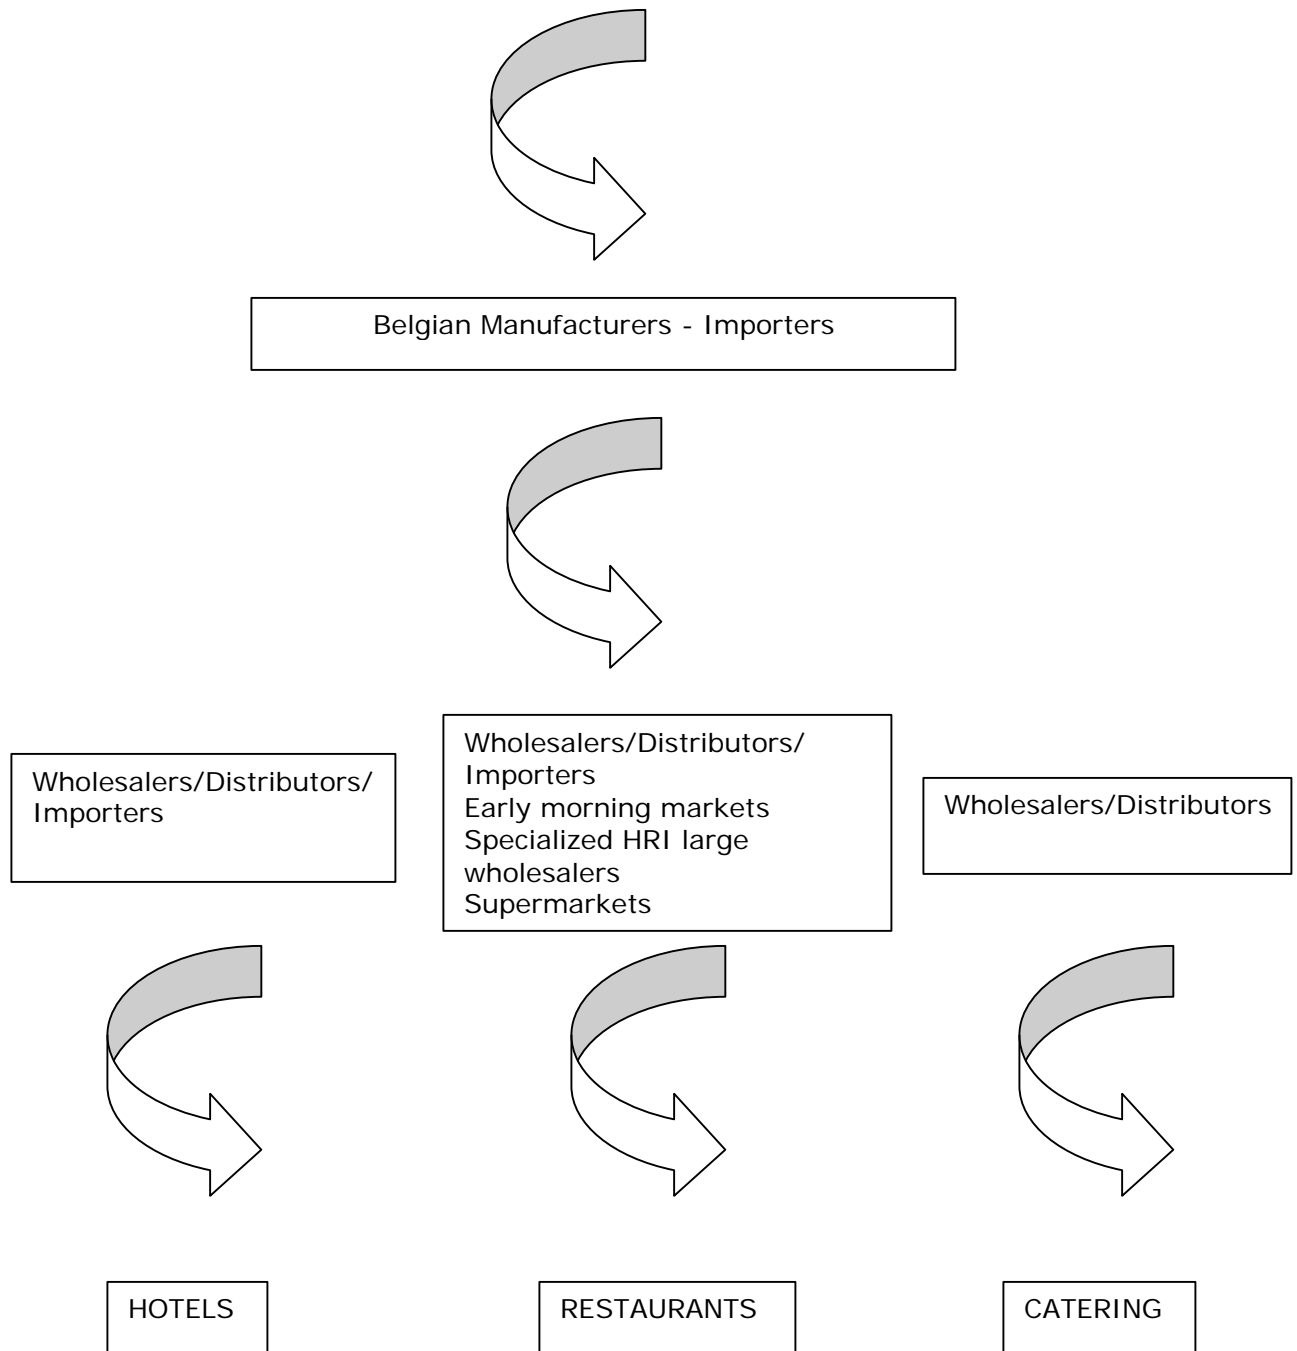 Belgian Manufacturers - Importers
Wholesalers/Distributors/
Importers
Wholesalers/Distributors/
Importers
Early morning markets
Specialized HRI large
wholesalers
Supermarkets
Wholesalers/Distributors
HOTELS
RESTAURANTS
CATERING